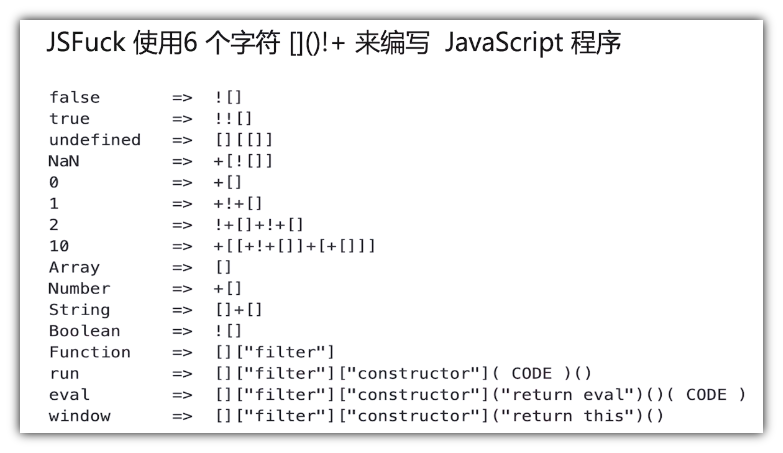 JSFuck 使用6 个字符 []()!+ 来编写 JavaScript 程序
false => ![]
true => !![]
undefined => [][[]]
NaN => +[![]]
0 => +[]
1 => +!+[]
2 => !+[]+!+[]
10 => +[[+!+[]]+[+[]]]
Array => []
Number => +[]
String => []+[]
Boolean => ![]
Function => []["filter"]
run => []["filter"]["constructor"]( CODE )()
eval => []["filter"]["constructor"]("return eval")()( CODE )
window => []["filter"]["constructor"]("return this")()